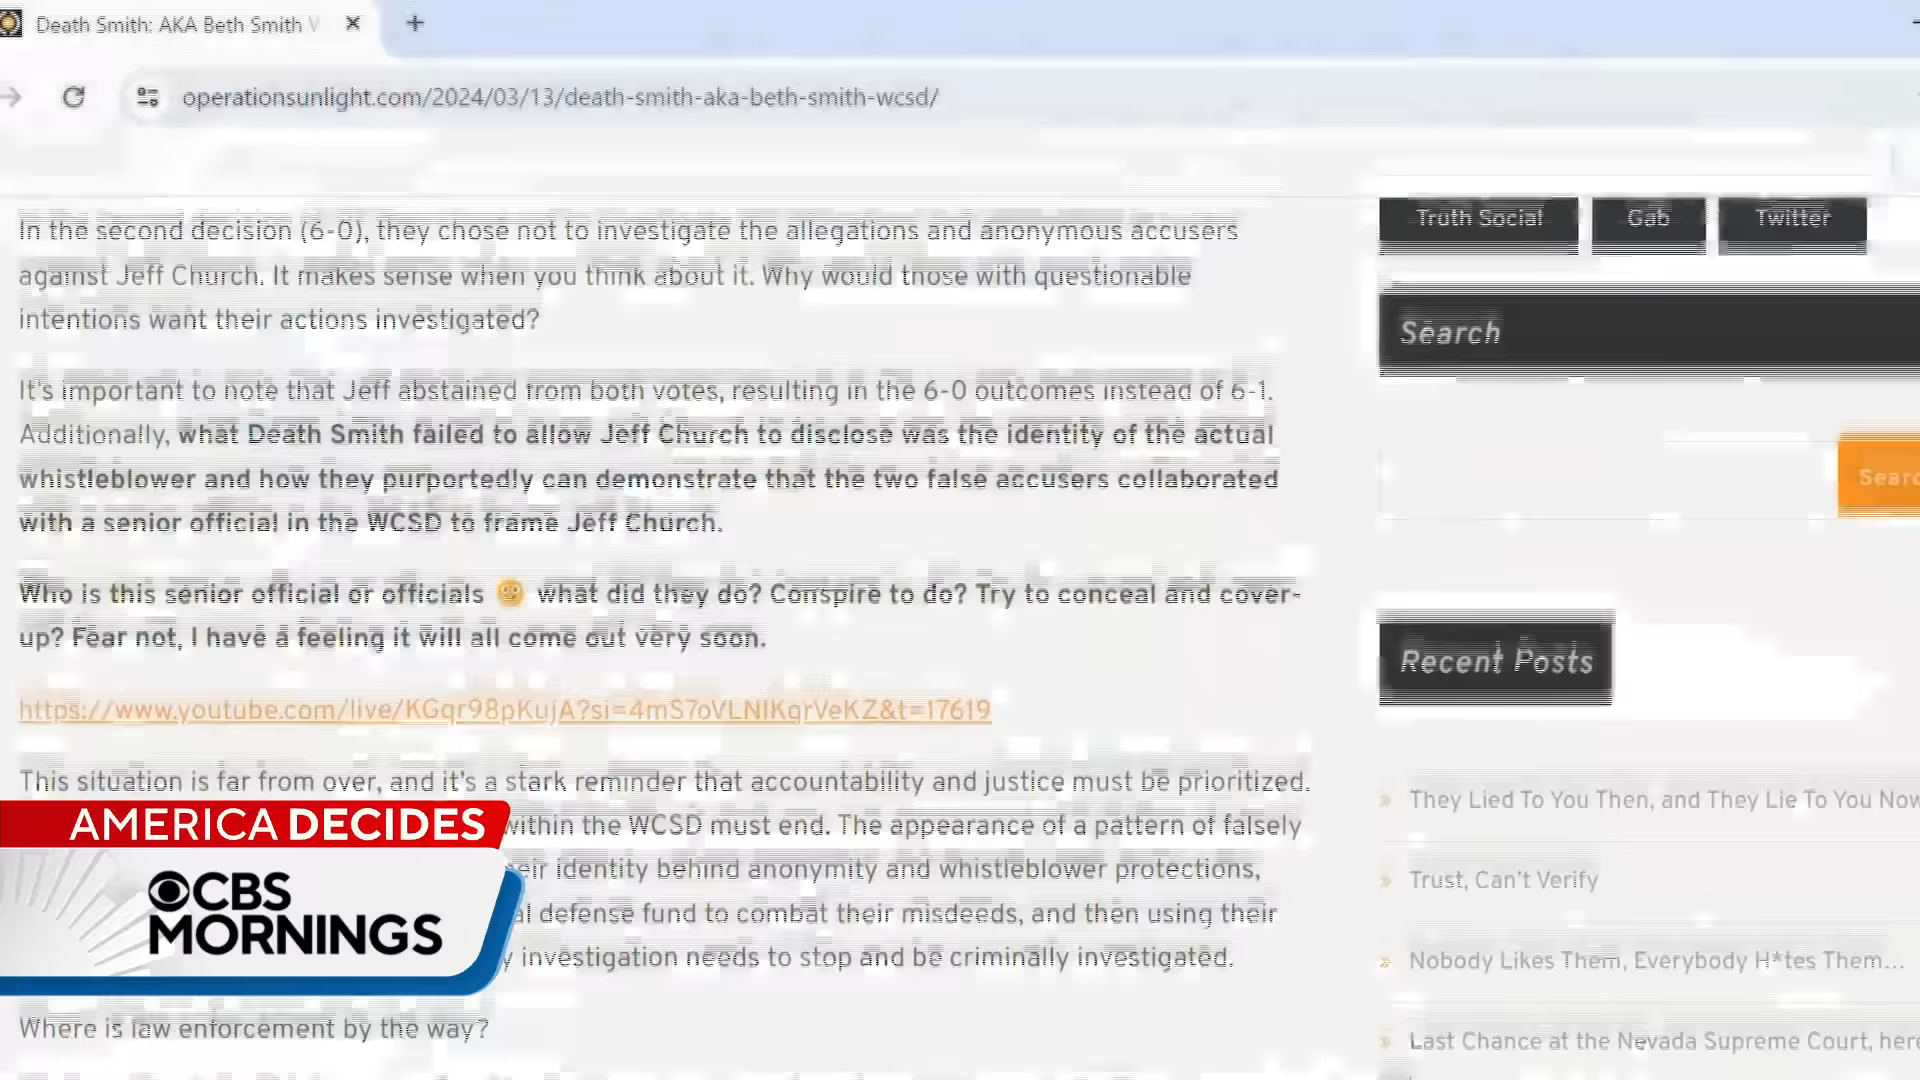 Death Smith: AKA Beth Smith
operationsunlight.com/2024/03/13/death-smith-aka-beth-smith-wcsd/
In the second decision (6-0), they chose not to investigate the allegations and anonymous accusers
against Jeff Church. It makes sense when you think about it. Why would those with questionable
intentions want their actions investigated?
It's important to note that Jeff abstained from both votes, resulting in the 6-0 outcomes instead of 6-1.
Additionally, what Death Smith failed to allow Jeff Church to disclose was the identity of the actual
whistleblower and how they purportedly can demonstrate that the two false accusers collaborated
with a senior official in the WCSD to frame Jeff Church.
Who is this senior official or officials 🙂 what did they do? Conspire to do? Try to conceal and cover-
up? Fear not, I have a feeling it will all come out very soon.
https://www.youtube.com/live/KGqr98pKujA?si=4mS7oVLNIKqrVeKZ&t=17619
This situation is far from over, and it's a stark reminder that accountability and justice must be prioritized.
within the WCSD must end. The appearance of a pattern of falsely
eir identity behind anonymity and whistleblower protections,
al defense fund to combat their misdeeds, and then using their
y investigation needs to stop and be criminally investigated.
Where is law enforcement by the way?
Truth Social Gab Twitter
Search
Searc
Recent Posts
» They Lied To You Then, and They Lie To You Now
» Trust, Can't Verify
» Nobody Likes Them, Everybody H*tes Them...
» Last Chance at the Nevada Supreme Court, here
AMERICA DECIDES
CBS
MORNINGS